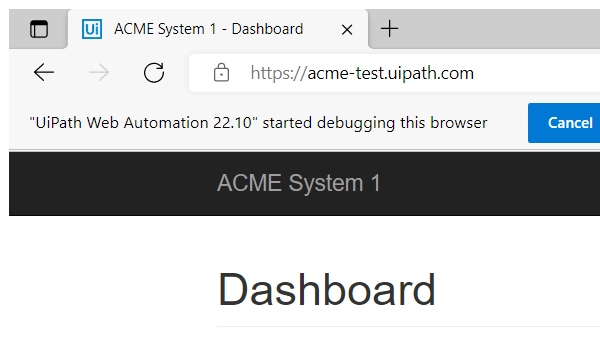 Ui ACME System 1 - Dashboard
https://acme-test.uipath.com
"UiPath Web Automation 22.10" started debugging this browser Cancel
ACME System 1
Dashboard